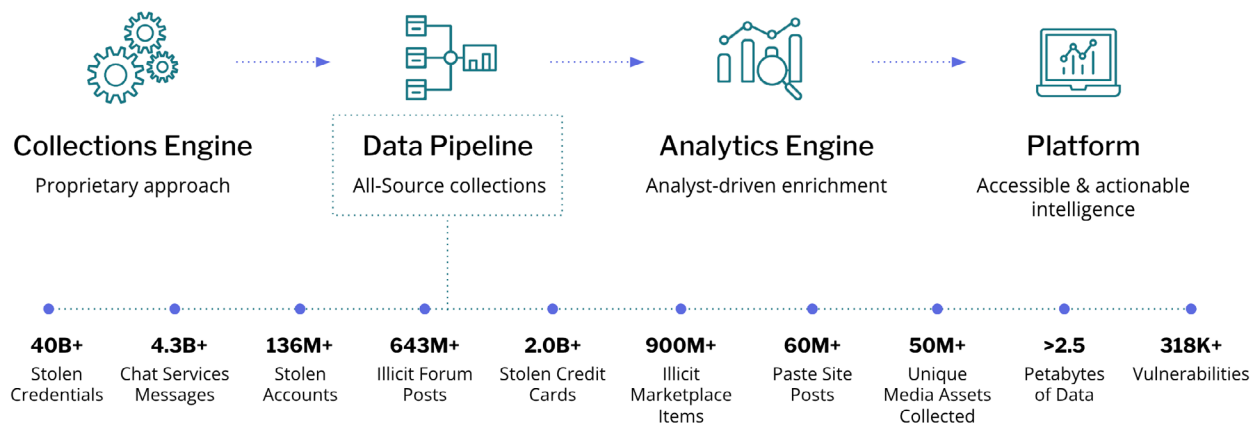 Collections Engine
Proprietary approach
Data Pipeline
All-Source collections
Analytics Engine
Analyst-driven enrichment
Platform
Accessible & actionable
intelligence
40B+
Stolen
Credentials
4.3B+
Chat Services
Messages
136M+
Stolen
Accounts
643M+
Illicit Forum
Posts
2.0B+
Stolen Credit
Cards
900M+
Illicit
Marketplace
Items
60M+
Paste Site
Posts
50M+
Unique
Media Assets
Collected
>2.5
Petabytes
of Data
318K+
Vulnerabilities